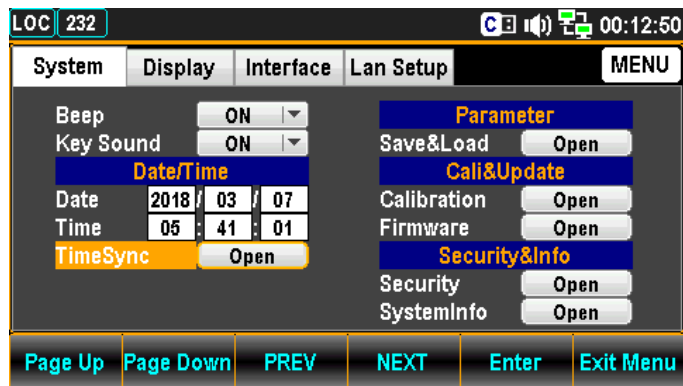 LOC 232 C 00:12:50
System Display Interface Lan Setup MENU
Beep ON
Key Sound ON
Date/Time
Date 2018 / 03 / 07
Time 05 : 41 : 01
TimeSync Open
Parameter
Save&Load Open
Cali&Update
Calibration Open
Firmware Open
Security&Info
Security Open
SystemInfo Open
Page Up Page Down PREV NEXT Enter Exit Menu